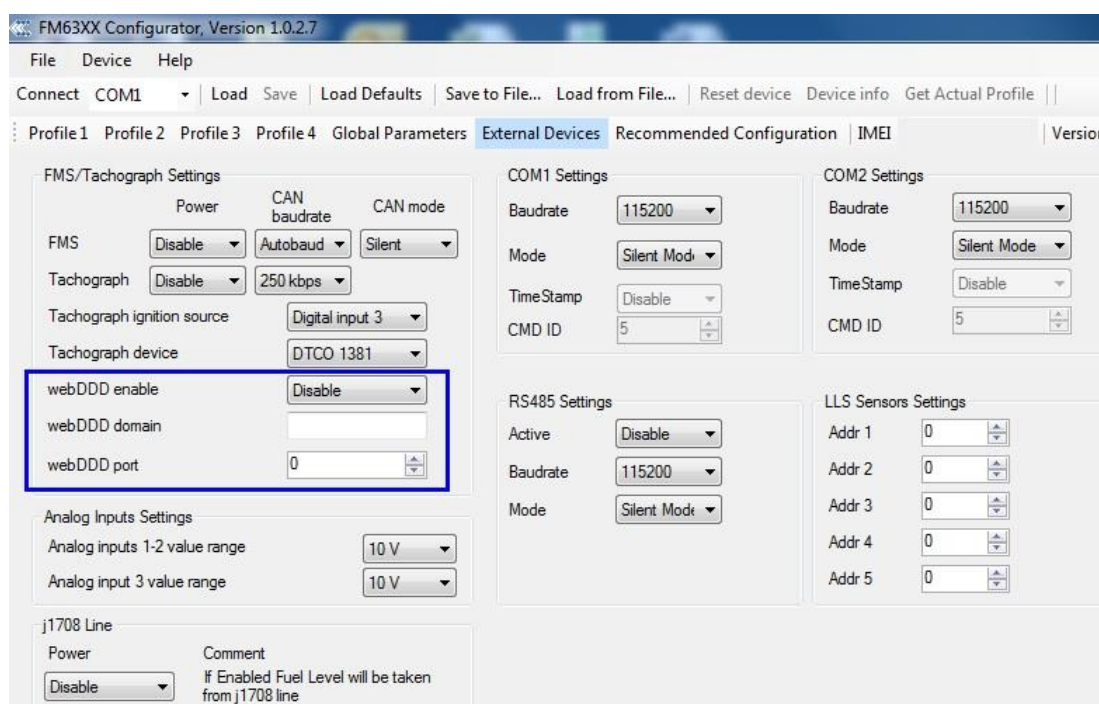 FM63XX Configurator, Version 1.0.2.7
File Device Help
Connect COM1 Load Save Load Defaults Save to File... Load from File... Reset device Device info Get Actual Profile
Profile 1 Profile 2 Profile 3 Profile 4 Global Parameters External Devices Recommended Configuration IMEI Versio
FMS/Tachograph Settings
Power CAN baudrate CAN mode
FMS Disable Autobaud Silent
Tachograph Disable 250 kbps
Tachograph ignition source Digital input 3
Tachograph device DTCO 1381
webDDD enable Disable
webDDD domain
webDDD port 0
Analog Inputs Settings
Analog inputs 1-2 value range 10 V
Analog input 3 value range 10 V
j1708 Line
Power Comment
Disable If Enabled Fuel Level will be taken
from j1708 line
COM1 Settings
Baudrate 115200
Mode Silent Mod
TimeStamp Disable
CMD ID 5
RS485 Settings
Active Disable
Baudrate 115200
Mode Silent Mode
COM2 Settings
Baudrate 115200
Mode Silent Mode
TimeStamp Disable
CMD ID 5
LLS Sensors Settings
Addr 1 0
Addr 2 0
Addr 3 0
Addr 4 0
Addr 5 0